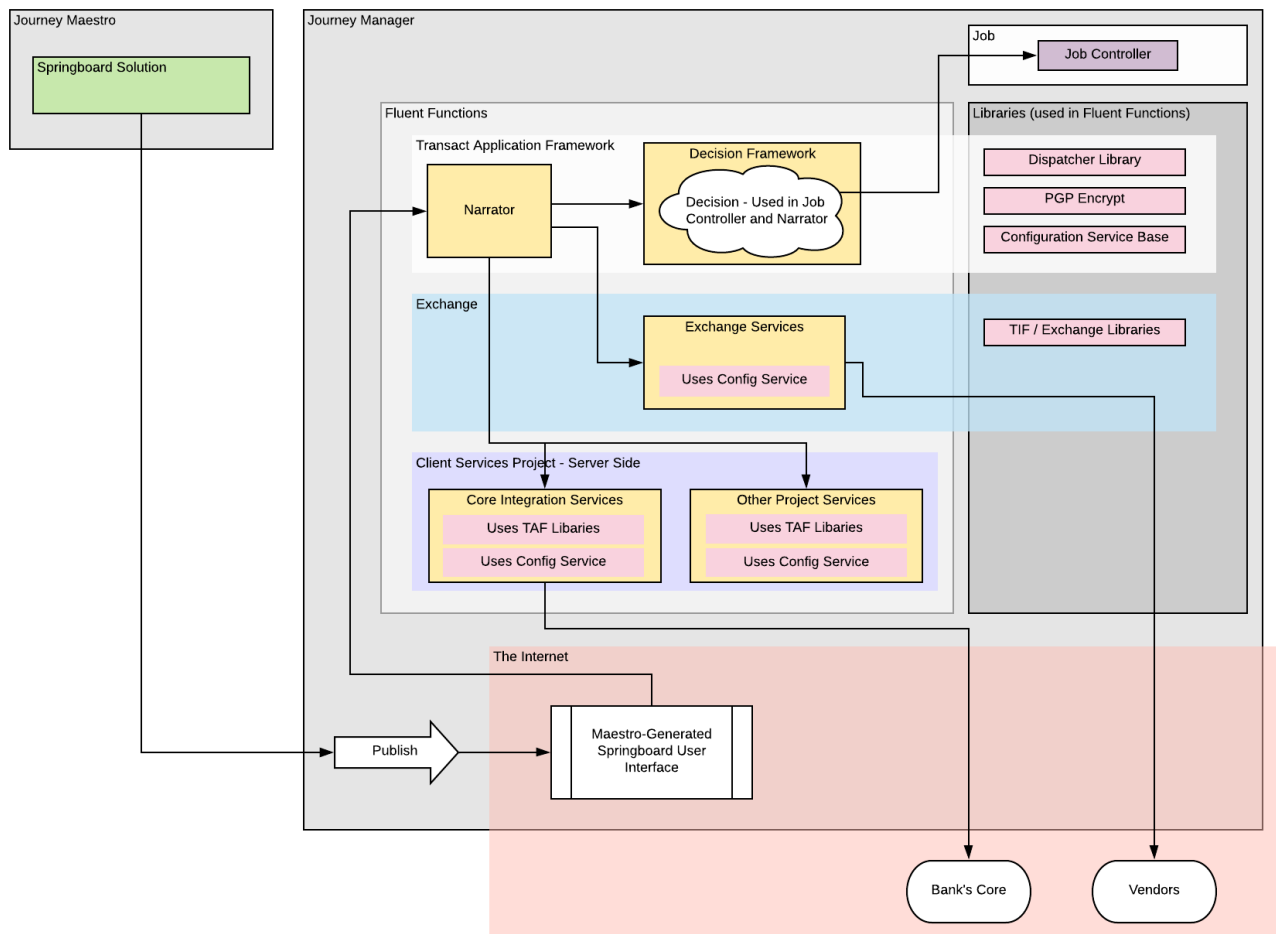 Journey Maestro
Springboard Solution
Journey Manager
Job
Job Controller
Fluent Functions
Libraries (used in Fluent Functions)
Transact Application Framework
Narrator
Decision Framework
Decision - Used in Job
Controller and Narrator
Dispatcher Library
PGP Encrypt
Configuration Service Base
Exchange
Exchange Services
Uses Config Service
TIF / Exchange Libraries
Client Services Project - Server Side
Core Integration Services
Uses TAF Libaries
Uses Config Service
Other Project Services
Uses TAF Libaries
Uses Config Service
The Internet
Publish
Maestro-Generated
Springboard User
Interface
Bank's Core
Vendors